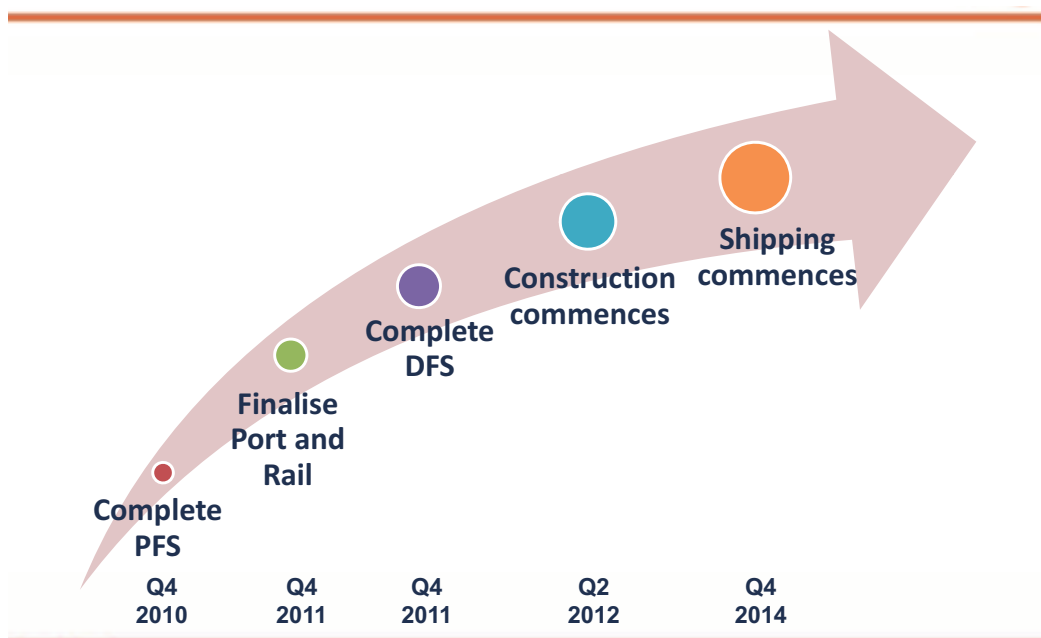 Shipping
commences
Construction
commences
Complete
DFS
Finalise
Port and
Rail
Complete
PFS
Q4
2010
Q4
2011
Q4
2011
Q2
2012
Q4
2014